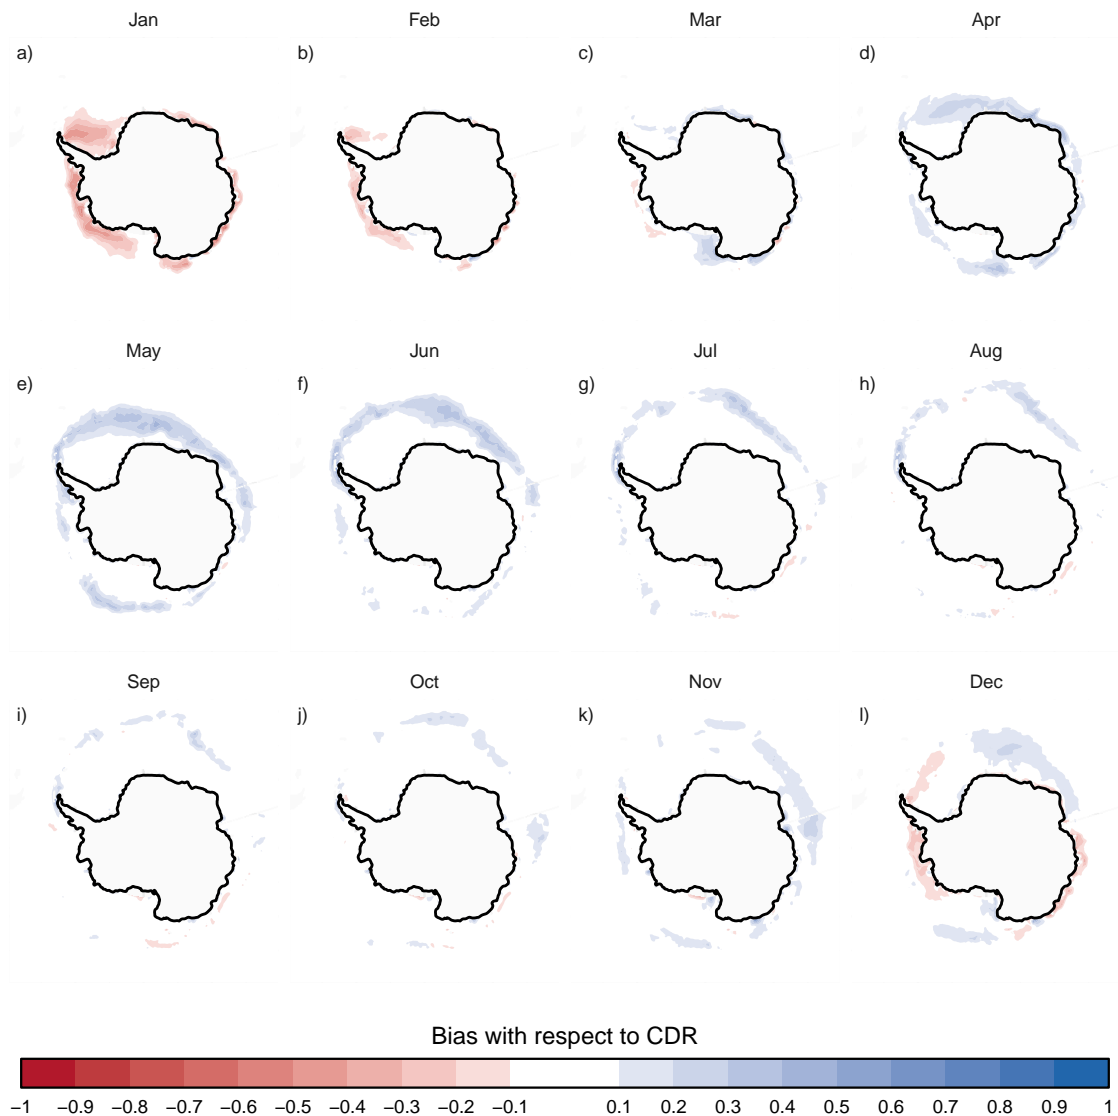 Jan Feb Mar Apr
a) b) c) d)
May Jun Jul Aug
e) f) g) h)
Sep Oct Nov Dec
i) j) k) l)
Bias with respect to CDR
−1 −0.9 −0.8 −0.7 −0.6 −0.5 −0.4 −0.3 −0.2 −0.1 0.1 0.2 0.3 0.4 0.5 0.6 0.7 0.8 0.9 1